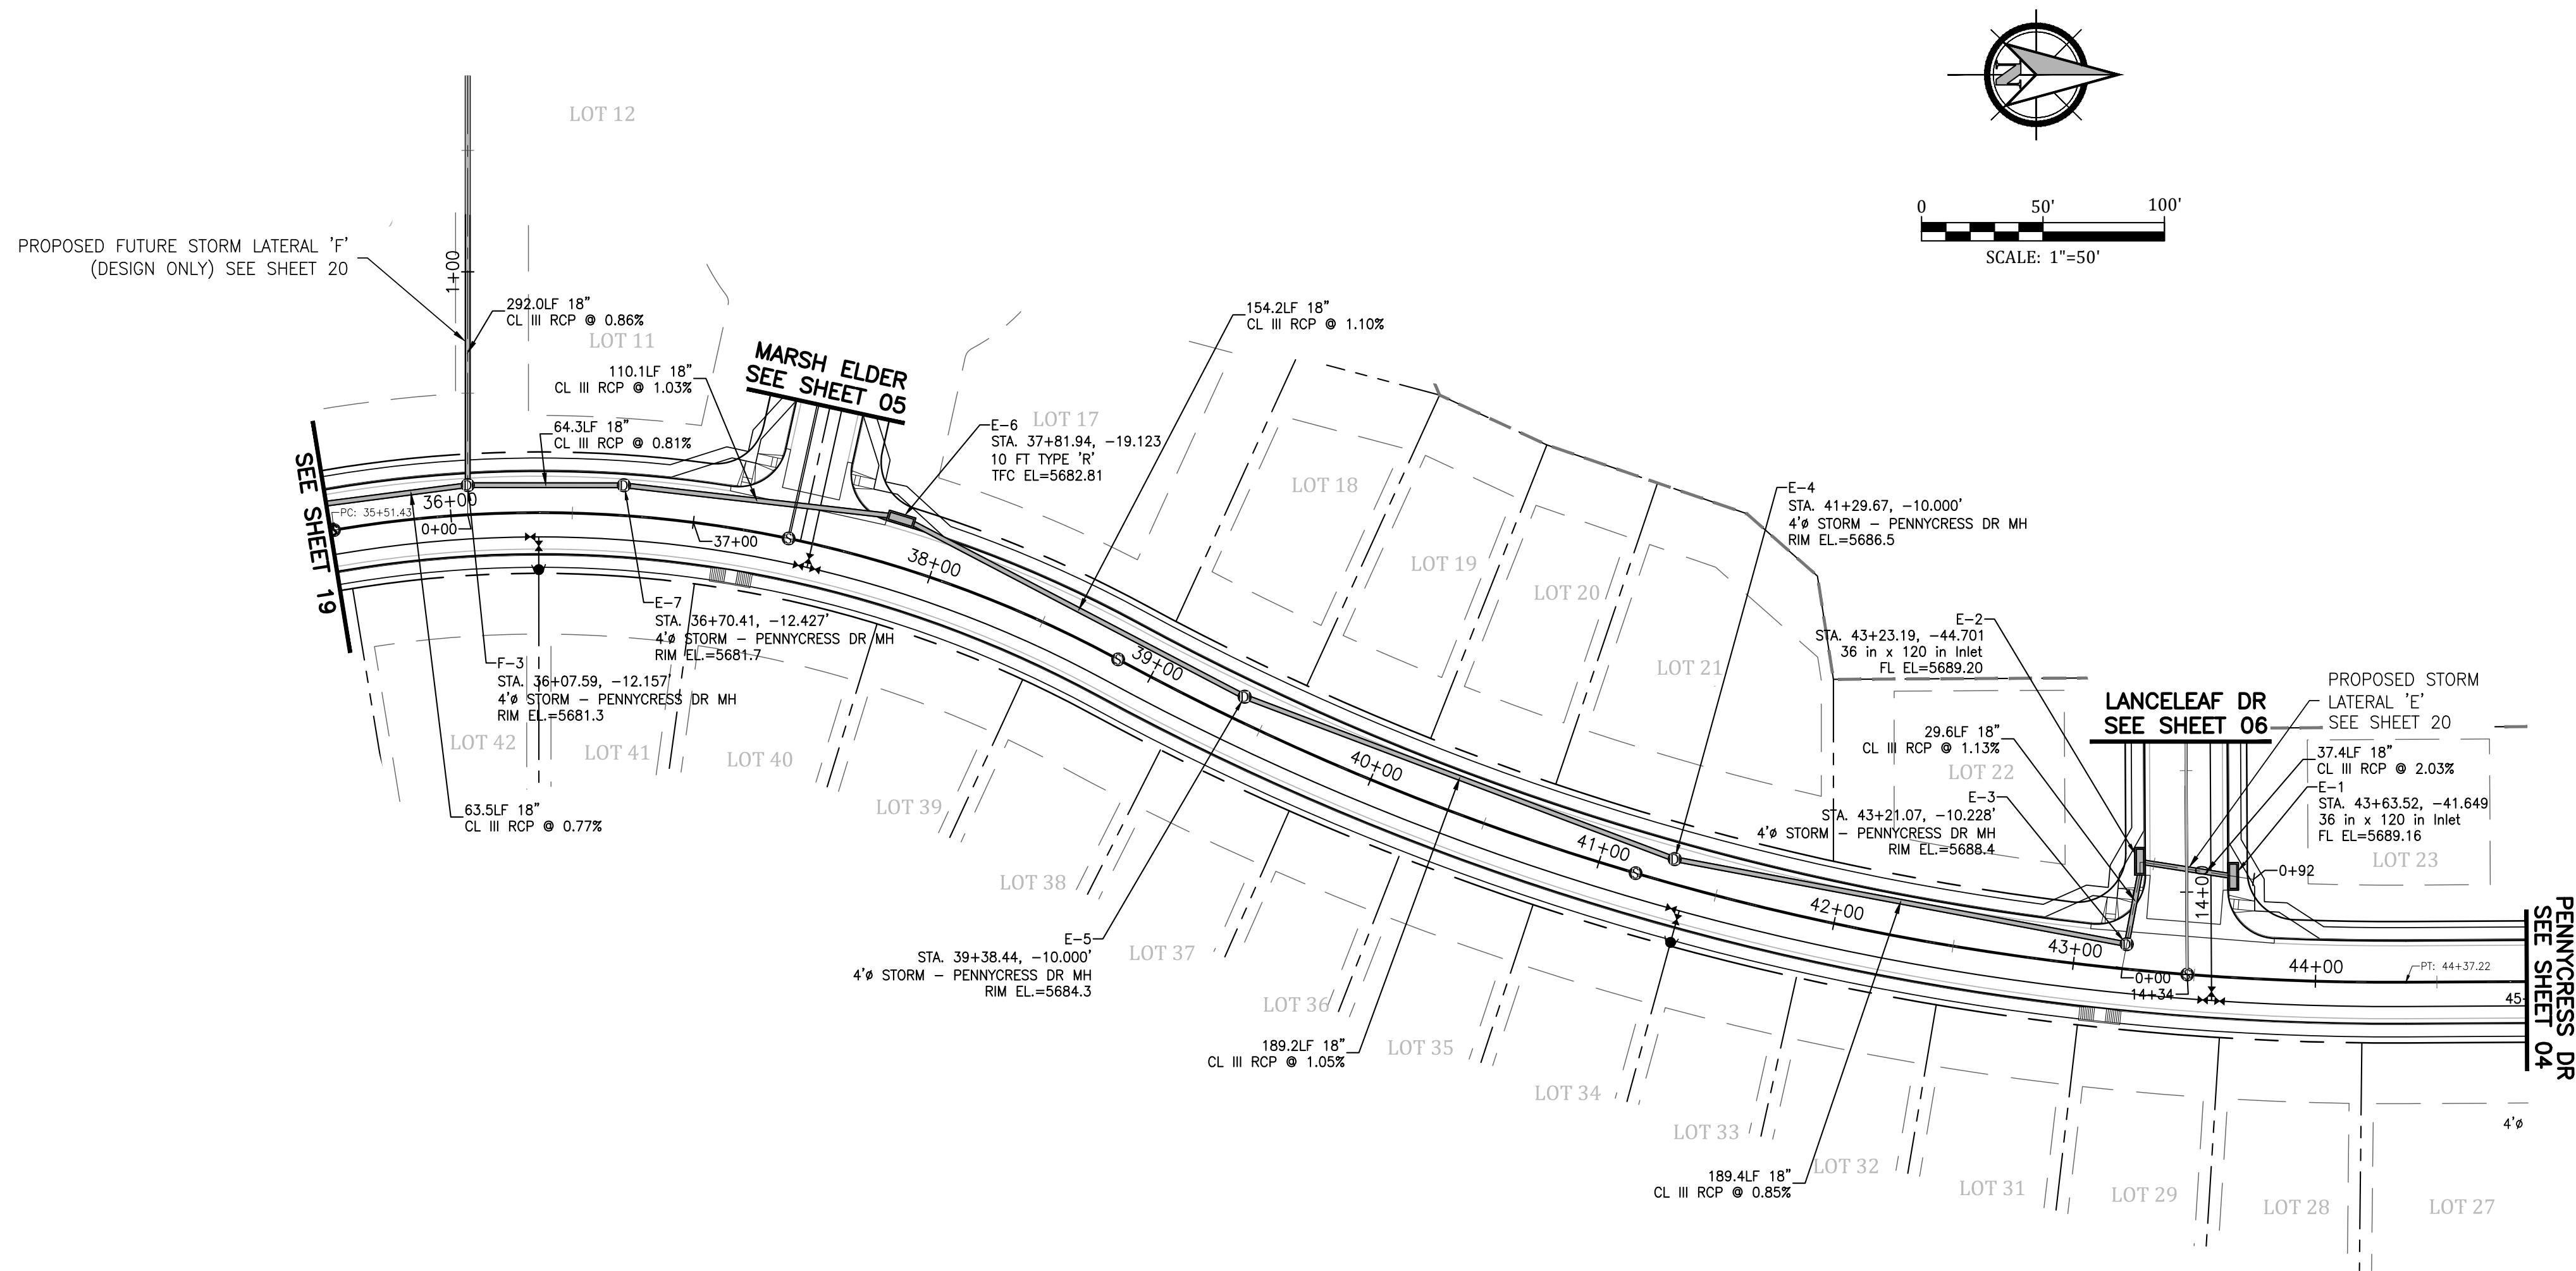 N
0 50' 100'
SCALE: 1"=50'
LOT 12
PROPOSED FUTURE STORM LATERAL 'F'
(DESIGN ONLY) SEE SHEET 20
1+00
292.0LF 18"
CL III RCP @ 0.86%
LOT 11
110.1LF 18"
CL III RCP @ 1.03%
64.3LF 18"
CL III RCP @ 0.81%
MARSH ELDER
SEE SHEET 05
154.2LF 18"
CL III RCP @ 1.10%
LOT 17
E-6
STA. 37+81.94, -19.123
10 FT TYPE 'R'
TFC EL=5682.81
SEE SHEET 19
PC: 35+51.43
36+00
0+00
37+00
38+00
39+00
40+00
41+00
42+00
43+00
44+00
45
E-7
STA. 36+70.41, -12.427'
4'ø STORM - PENNYCRESS DR MH
RIM EL.=5681.7
F-3
STA. 36+07.59, -12.157'
4'ø STORM - PENNYCRESS DR MH
RIM EL.=5681.3
63.5LF 18"
CL III RCP @ 0.77%
LOT 42
LOT 41
LOT 40
LOT 39
LOT 38
LOT 37
LOT 36
LOT 35
LOT 34
LOT 33
LOT 32
LOT 31
LOT 29
LOT 28
LOT 27
LOT 18
LOT 19
LOT 20
LOT 21
LOT 22
LOT 23
E-4
STA. 41+29.67, -10.000'
4'ø STORM - PENNYCRESS DR MH
RIM EL.=5686.5
E-5
STA. 39+38.44, -10.000'
4'ø STORM - PENNYCRESS DR MH
RIM EL.=5684.3
189.2LF 18"
CL III RCP @ 1.05%
189.4LF 18"
CL III RCP @ 0.85%
E-2
STA. 43+23.19, -44.701
36 in x 120 in Inlet
FL EL=5689.20
29.6LF 18"
CL III RCP @ 1.13%
E-3
STA. 43+21.07, -10.228'
4'ø STORM - PENNYCRESS DR MH
RIM EL.=5688.4
LANCELEAF DR
SEE SHEET 06
PROPOSED STORM
LATERAL 'E'
SEE SHEET 20
37.4LF 18"
CL III RCP @ 2.03%
E-1
STA. 43+63.52, -41.649
36 in x 120 in Inlet
FL EL=5689.16
0+92
14+00
0+00
14+34
PT: 44+37.22
PENNYCRESS DR
SEE SHEET 04
4'ø